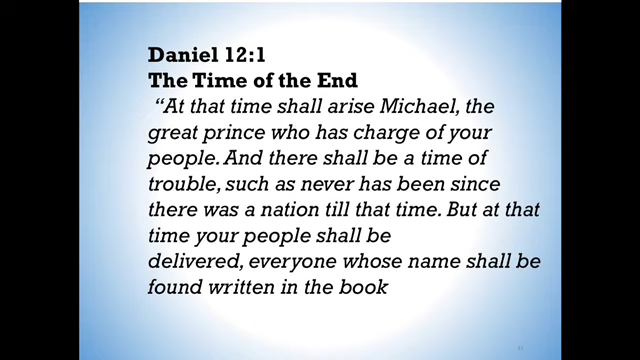 Daniel 12:1
The Time of the End
“At that time shall arise Michael, the
great prince who has charge of your
people. And there shall be a time of
trouble, such as never has been since
there was a nation till that time. But at that
time your people shall be
delivered, everyone whose name shall be
found written in the book